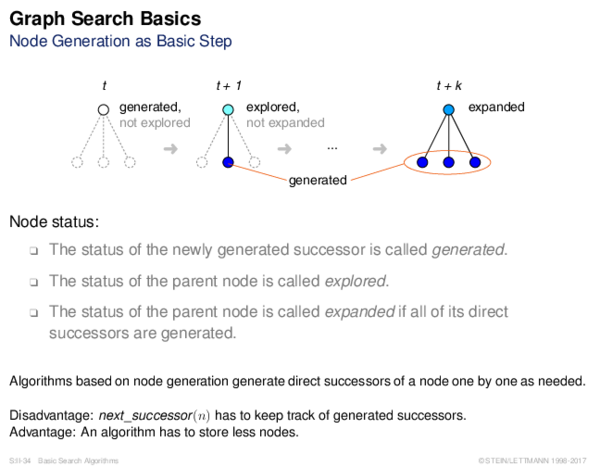 Graph Search Basics
Node Generation as Basic Step
t
t + 1
t + k
generated,
not explored
explored,
not expanded
expanded
...
generated
Node status:
❑ The status of the newly generated successor is called generated.
❑ The status of the parent node is called explored.
❑ The status of the parent node is called expanded if all of its direct
successors are generated.
Algorithms based on node generation generate direct successors of a node one by one as needed.
Disadvantage: next_successor(n) has to keep track of generated successors.
Advantage: An algorithm has to store less nodes.
S:II-34 Basic Search Algorithms
© STEIN/LETTMANN 1998-2017